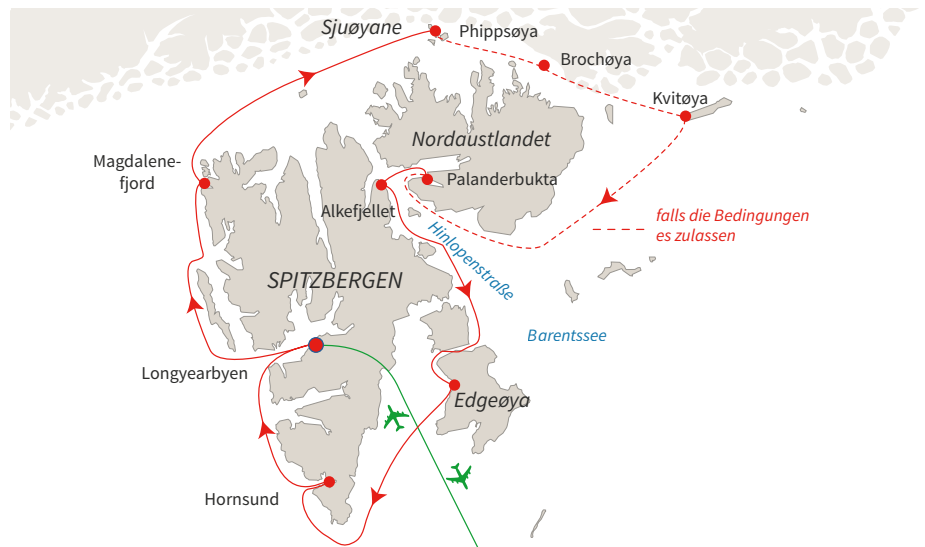 Sjuøyane
Phippsøya
Brochøya
Kvitøya
Nordaustlandet
Magdalene-
fjord
Palanderbukta
Alkefjellet
falls die Bedingungen
es zulassen
Hinlopenstraße
SPITZBERGEN
Barentssee
Longyearbyen
Edgeøya
Hornsund